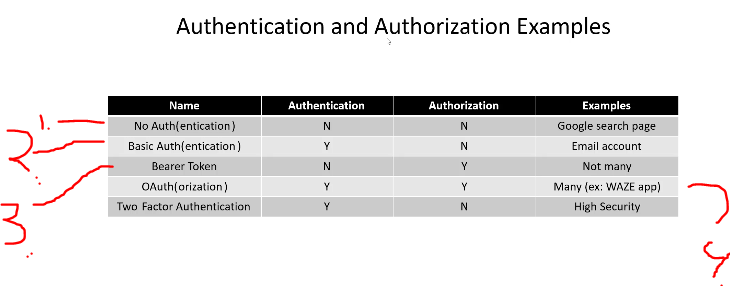 Authentication and Authorization Examples
Name Authentication Authorization Examples
1. No Auth(entication) N N Google search page
2. Basic Auth(entication) Y N Email account
3. Bearer Token N Y Not many
OAuth(orization) Y Y Many (ex: WAZE app) 4
Two Factor Authentication Y N High Security